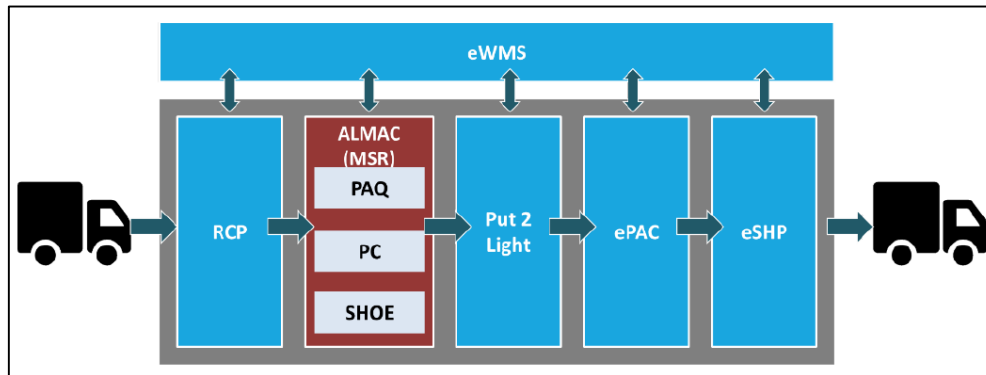 eWMS
RCP
ALMAC
(MSR)
PAQ
PC
SHOE
Put 2
Light
ePAC
eSHP